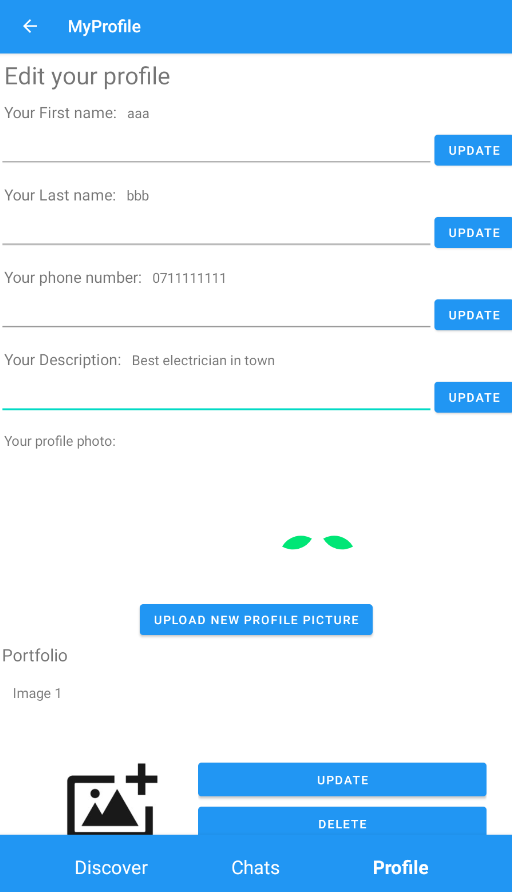 MyProfile
Edit your profile
Your First name: aaa
UPDATE
Your Last name: bbb
UPDATE
Your phone number: 0711111111
UPDATE
Your Description: Best electrician in town
UPDATE
Your profile photo:
UPLOAD NEW PROFILE PICTURE
Portfolio
Image 1
UPDATE
DELETE
Discover Chats Profile